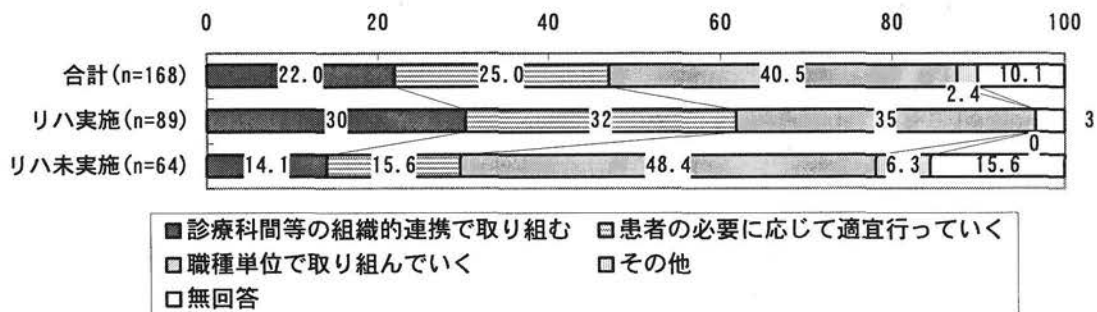 0 20 40 60 80 100
合計(n=168) 22.0 25.0 40.5 2.4 10.1
リハ実施(n=89) 30 32 35 0 3
リハ未実施(n=64) 14.1 15.6 48.4 6.3 15.6
診療科間等の組織的連携で取り組む 患者の必要に応じて適宜行っていく
職種単位で取り組んでいく その他
無回答